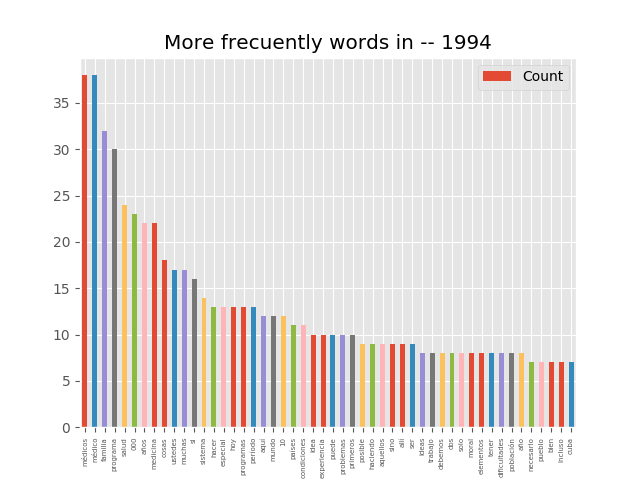 More frecuently words in -- 1994
Count
35
30
25
20
15
10
5
0
médicos
médico
familia
programa
salud
000
años
medicina
cosas
ustedes
muchas
si
sistema
hacer
especial
hoy
programas
periodo
aquí
mundo
10
países
condiciones
idea
experiencia
puede
problemas
primeros
posible
haciendo
aquellos
sino
allí
ser
ideas
trabajo
debemos
dos
solo
moral
elementos
tener
dificultades
población
año
necesario
pueblo
bien
incluso
cuba